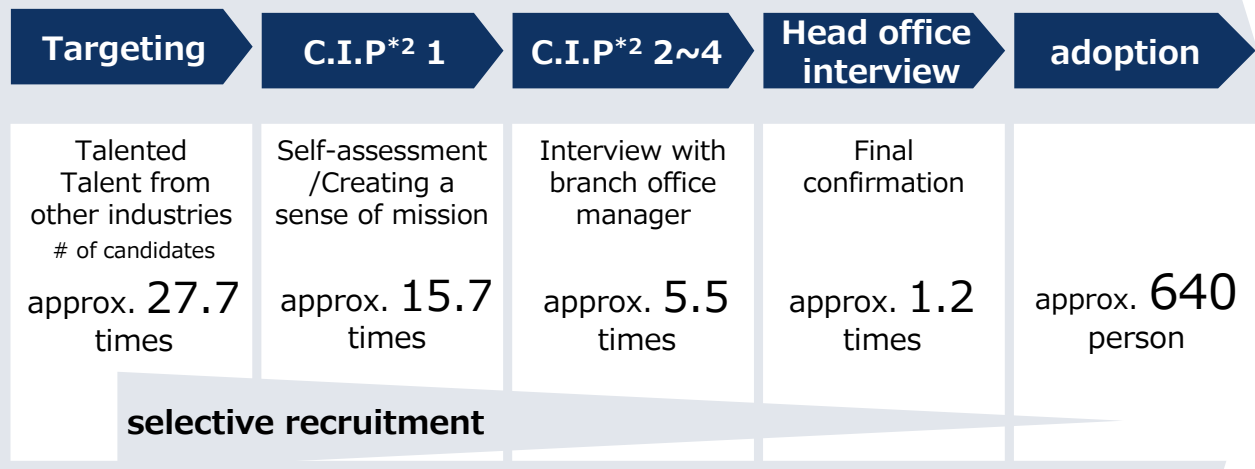 Targeting
C.I.P*2 1
C.I.P*2 2~4
Head office
interview
adoption
Talented
Talent from
other industries
# of candidates
approx. 27.7
times
Self-assessment
/Creating a
sense of mission
approx. 15.7
times
Interview with
branch office
manager
approx. 5.5
times
Final
confirmation
approx. 1.2
times
approx. 640
person
selective recruitment